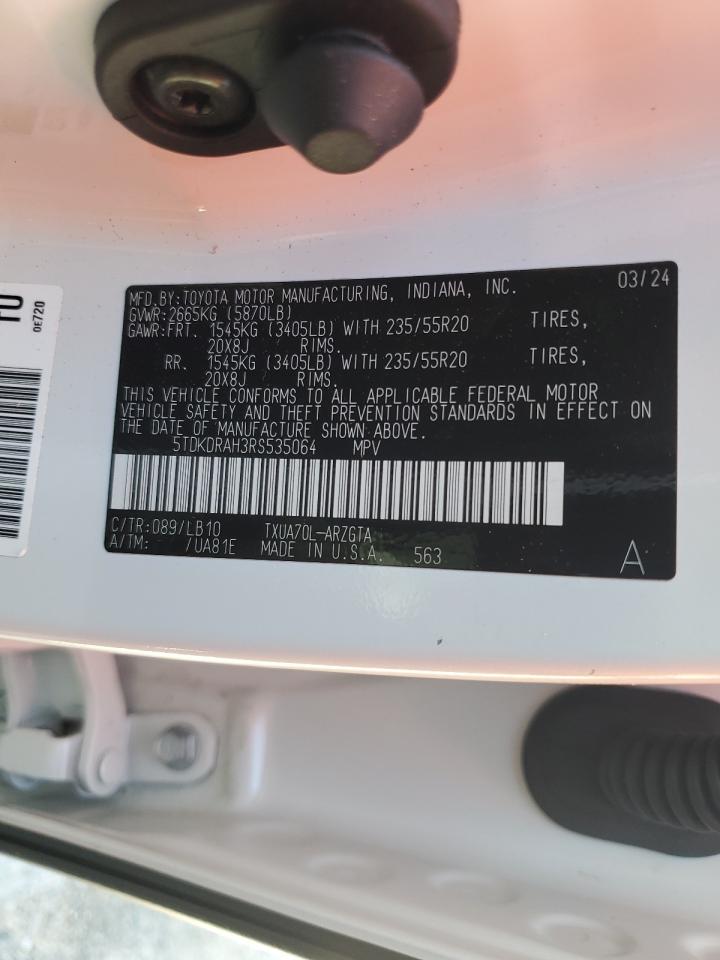 MFD.BY:TOYOTA MOTOR MANUFACTURING, INDIANA, INC. 03/24
GVWR:2665KG (5870LB)
GAWR:FRT. 1545KG (3405LB) WITH 235/55R20 TIRES,
20X8J RIMS.
RR. 1545KG (3405LB) WITH 235/55R20 TIRES,
20X8J RIMS.
THIS VEHICLE CONFORMS TO ALL APPLICABLE FEDERAL MOTOR
VEHICLE SAFETY AND THEFT PREVENTION STANDARDS IN EFFECT ON
THE DATE OF MANUFACTURE SHOWN ABOVE.
5TDKDRAH3RS535064 MPV
C/TR:089/LB10 TXUA70L-ARZGTA
A/TM: /UA81E MADE IN U.S.A. 563
A
0E720